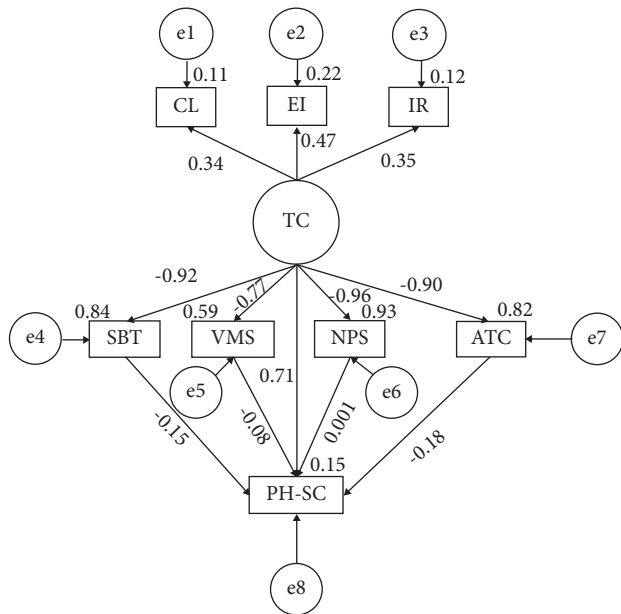 e1
e2
e3
0.11
0.22
0.12
CL
EI
IR
0.34
0.47
0.35
TC
-0.92
-0.77
-0.96
-0.90
0.84
0.59
0.93
0.82
e4
SBT
VMS
NPS
ATC
e7
e5
e6
0.71
-0.15
-0.08
0.001
-0.18
0.15
PH-SC
e8